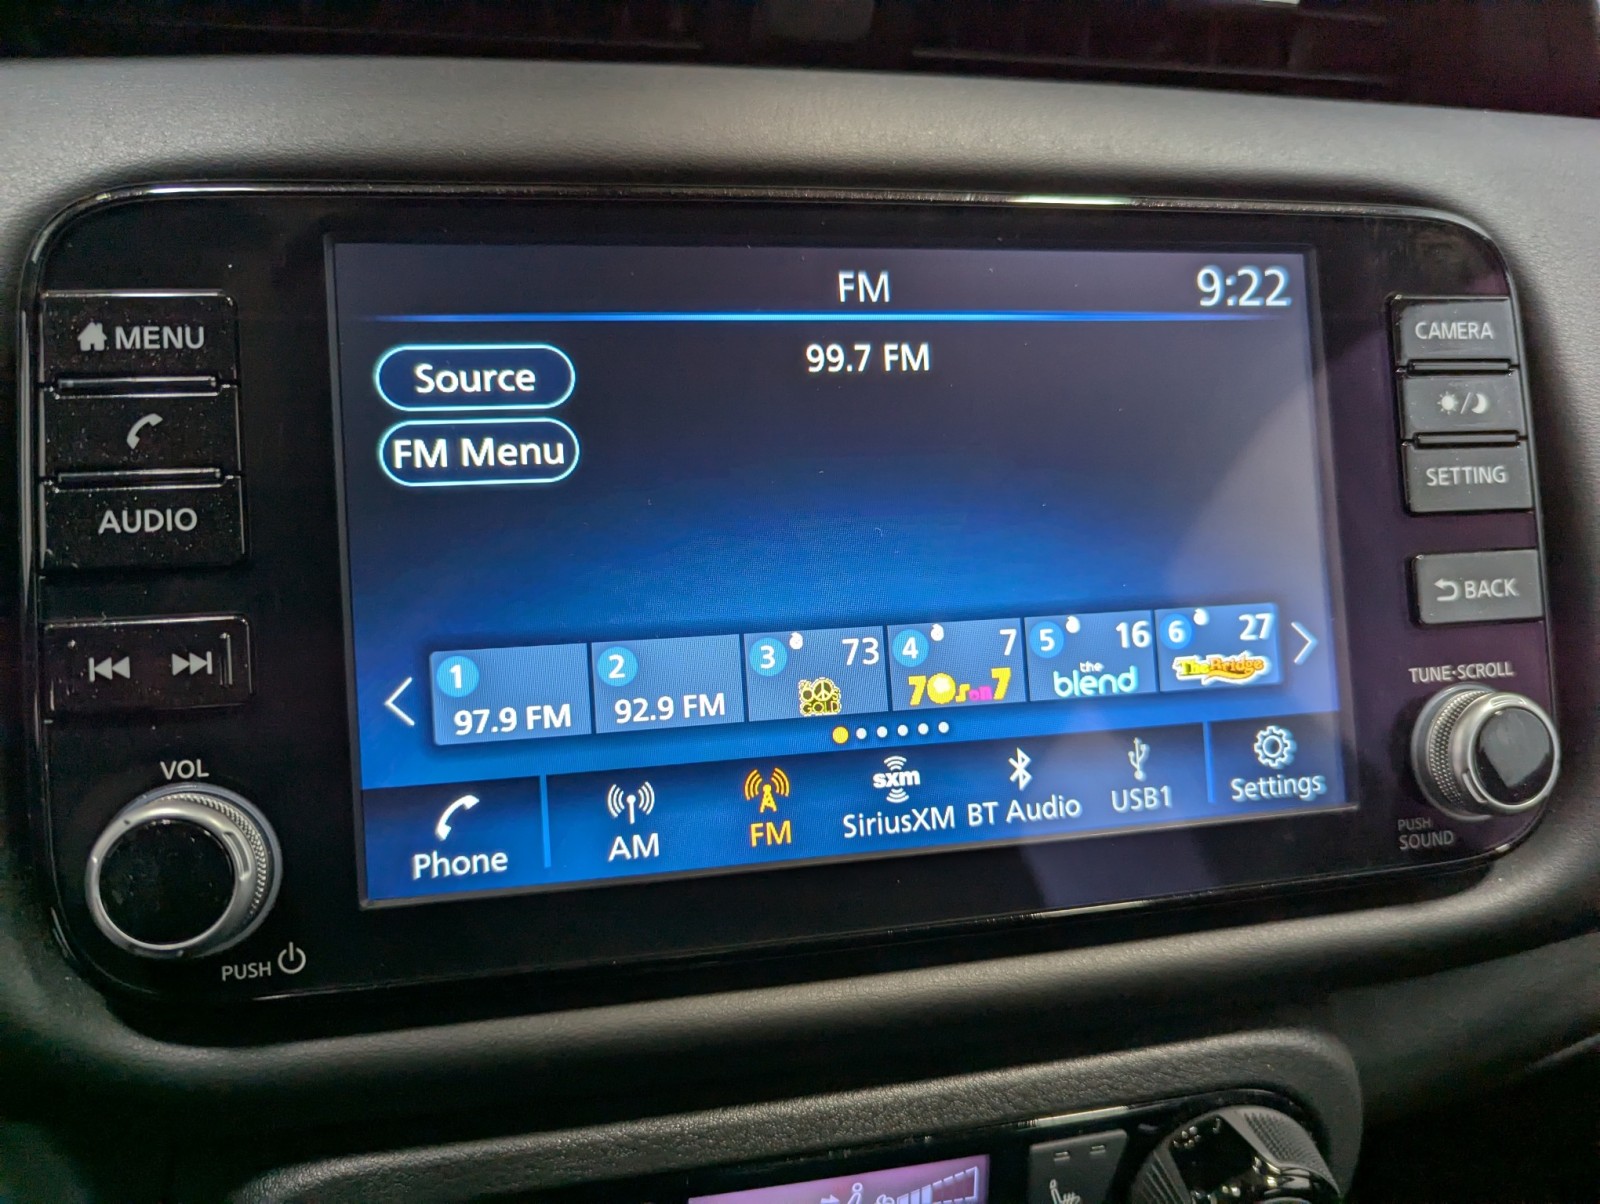 FM
9:22
99.7 FM
Source
FM Menu
MENU
AUDIO
VOL
PUSH
CAMERA
SETTING
BACK
TUNE·SCROLL
PUSH
SOUND
1
97.9 FM
2
92.9 FM
3
73
60s GOLD
4
7
70s on 7
5
16
the
blend
6
27
The Bridge
Phone
AM
FM
sxm
SiriusXM
BT Audio
USB1
Settings